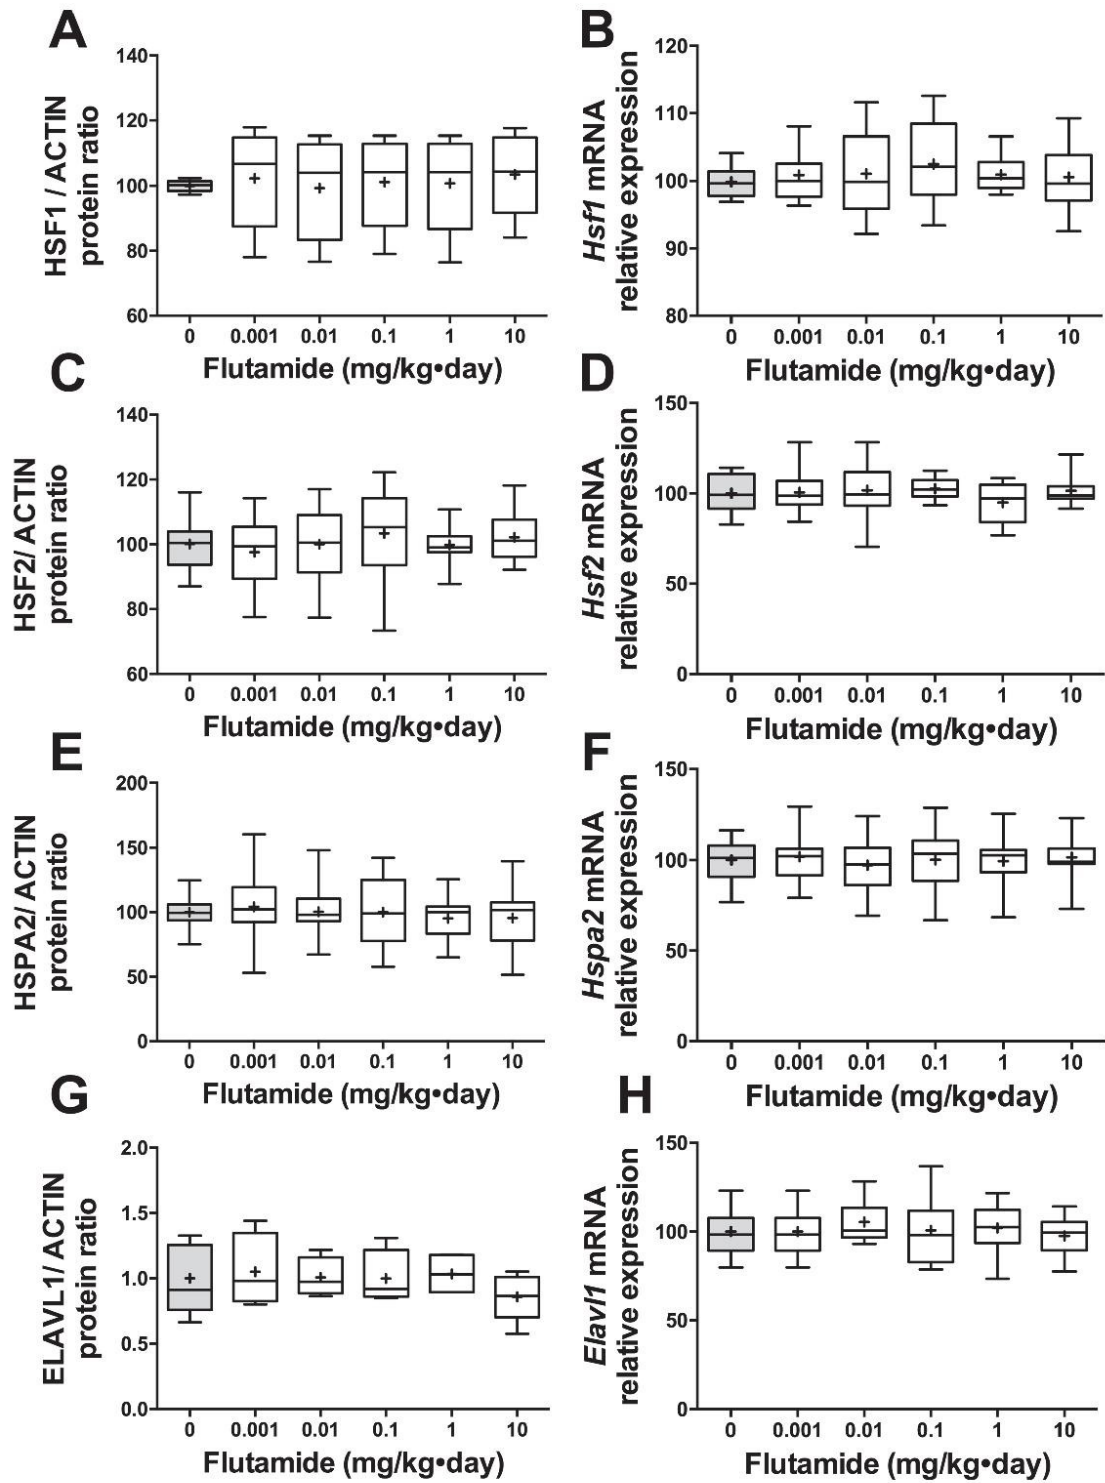 A
HSF1 / ACTIN
protein ratio
140
120
100
80
60
0 0.001 0.01 0.1 1 10
Flutamide (mg/kg•day)
B
Hsf1 mRNA
relative expression
120
110
100
90
80
0 0.001 0.01 0.1 1 10
Flutamide (mg/kg•day)
C
HSF2/ ACTIN
protein ratio
140
120
100
80
60
0 0.001 0.01 0.1 1 10
Flutamide (mg/kg•day)
D
Hsf2 mRNA
relative expression
150
100
50
0
0 0.001 0.01 0.1 1 10
Flutamide (mg/kg•day)
E
HSPA2/ ACTIN
protein ratio
200
150
100
50
0
0 0.001 0.01 0.1 1 10
Flutamide (mg/kg•day)
F
Hspa2 mRNA
relative expression
150
100
50
0
0 0.001 0.01 0.1 1 10
Flutamide (mg/kg•day)
G
ELAVL1/ ACTIN
protein ratio
2.0
1.5
1.0
0.5
0.0
0 0.001 0.01 0.1 1 10
Flutamide (mg/kg•day)
H
Elavl1 mRNA
relative expression
150
100
50
0
0 0.001 0.01 0.1 1 10
Flutamide (mg/kg•day)